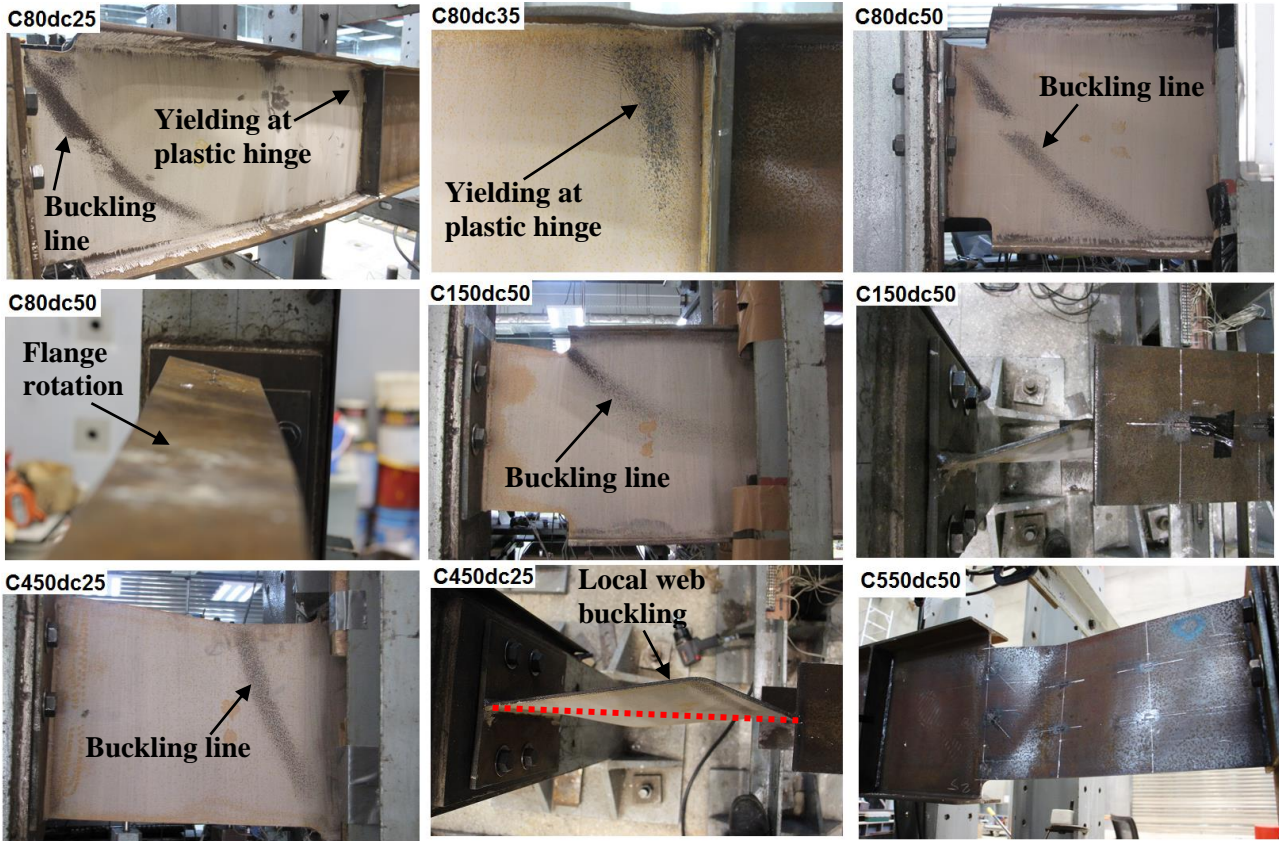 C80dc25
Yielding at
plastic hinge
Buckling
line
C80dc35
Yielding at
plastic hinge
C80dc50
Buckling line
C80dc50
Flange
rotation
C150dc50
Buckling line
C150dc50
C450dc25
Buckling line
C450dc25
Local web
buckling
C550dc50